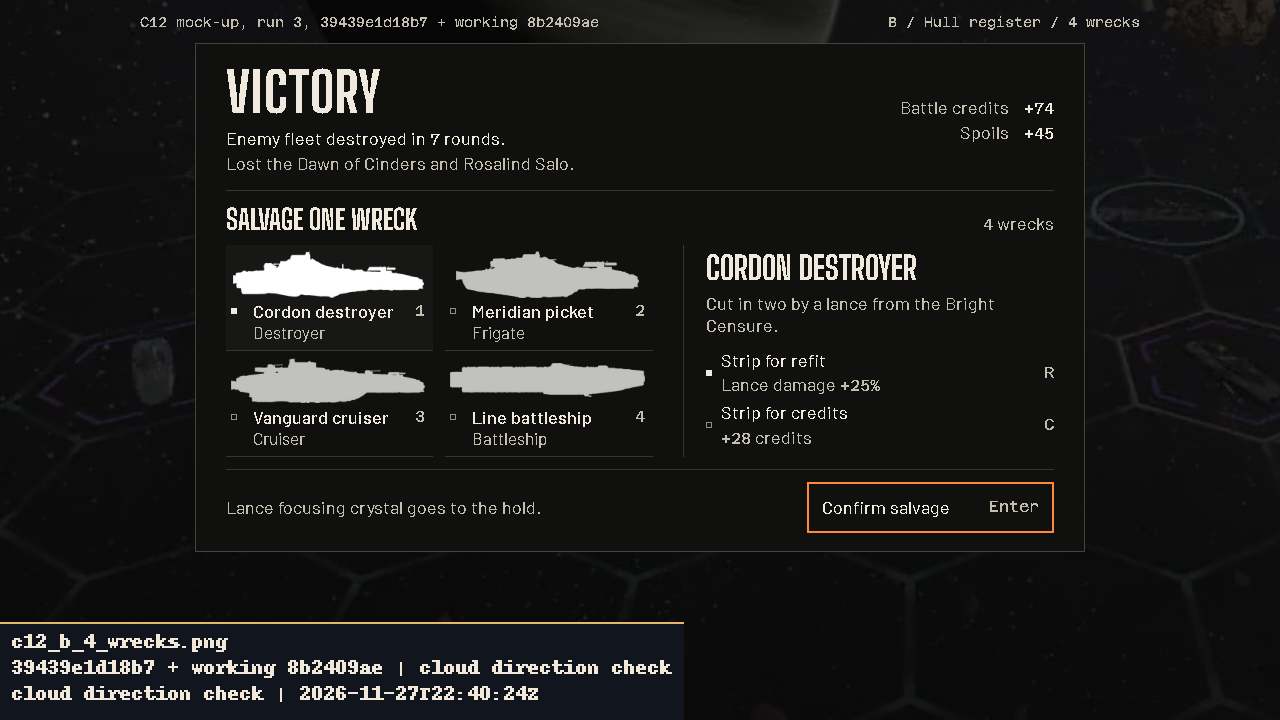 C12 mock-up, run 3, 39439e1d18b7 + working 8b2409ae
B / Hull register / 4 wrecks
VICTORY
Enemy fleet destroyed in 7 rounds.
Lost the Dawn of Cinders and Rosalind Salo.
Battle credits +74
Spoils +45
SALVAGE ONE WRECK
4 wrecks
Cordon destroyer 1
Destroyer
Meridian picket 2
Frigate
Vanguard cruiser 3
Cruiser
Line battleship 4
Battleship
CORDON DESTROYER
Cut in two by a lance from the Bright
Censure.
Strip for refit R
Lance damage +25%
Strip for credits C
+28 credits
Lance focusing crystal goes to the hold.
Confirm salvage Enter
c12_b_4_wrecks.png
39439e1d18b7 + working 8b2409ae | cloud direction check
cloud direction check | 2026-11-27T22:40:24Z